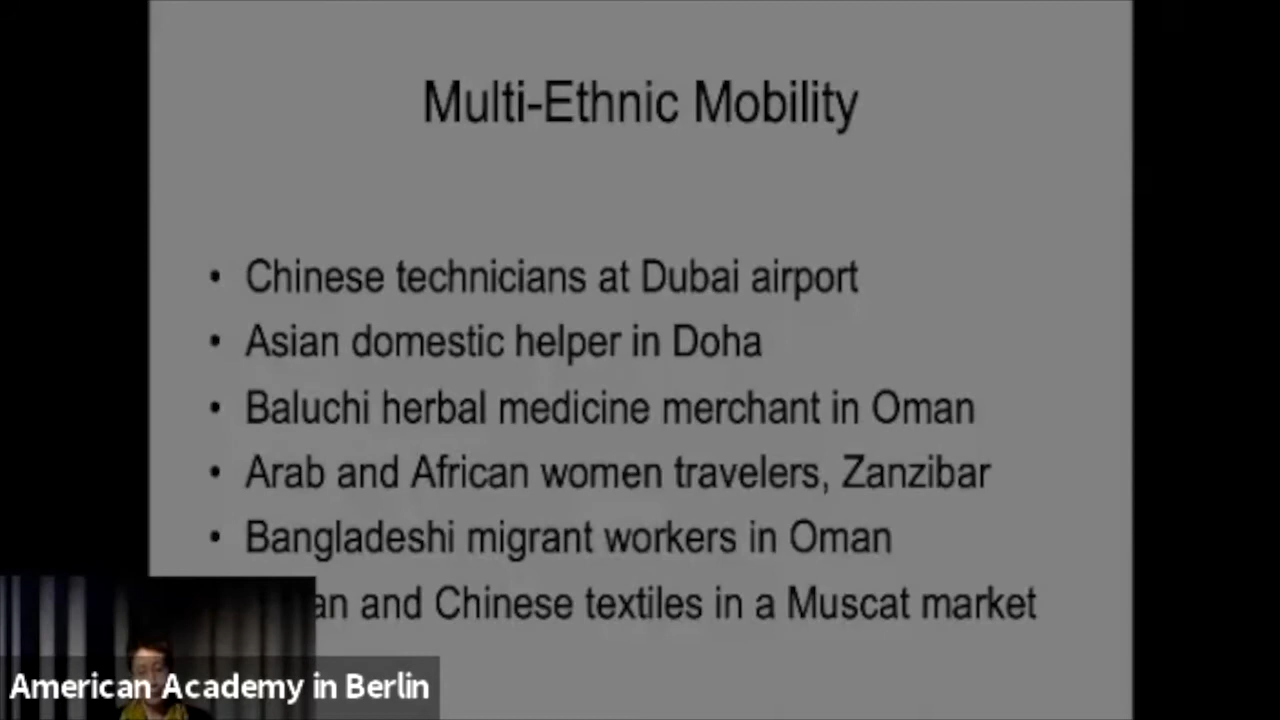 Multi-Ethnic Mobility
• Chinese technicians at Dubai airport
• Asian domestic helper in Doha
• Baluchi herbal medicine merchant in Oman
• Arab and African women travelers, Zanzibar
• Bangladeshi migrant workers in Oman
and Chinese textiles in a Muscat market
American Academy in Berlin